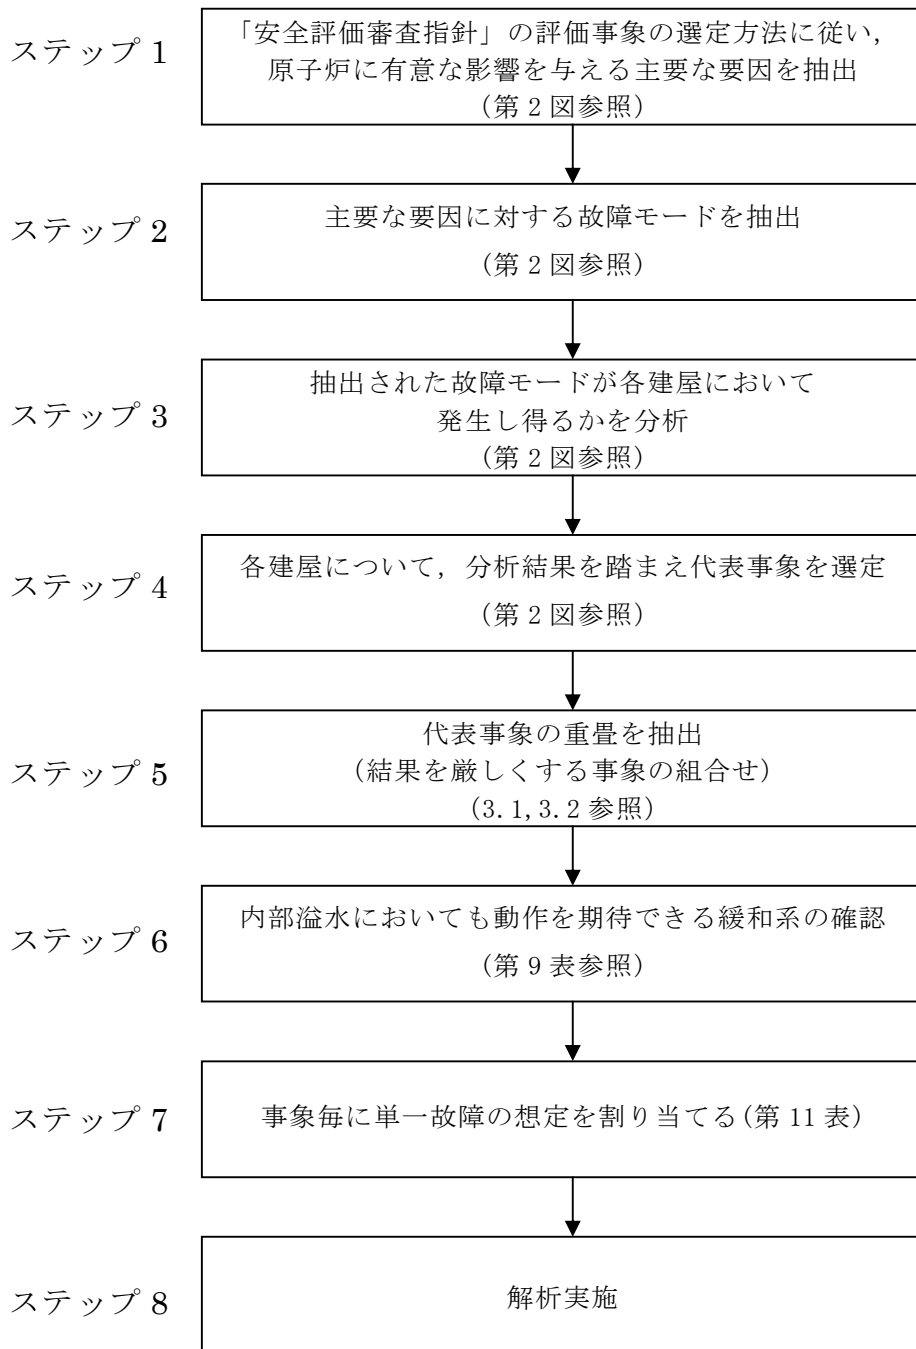 ステップ 1
「安全評価審査指針」の評価事象の選定方法に従い，
原子炉に有意な影響を与える主要な要因を抽出
(第 2 図参照)
ステップ 2
主要な要因に対する故障モードを抽出
(第 2 図参照)
ステップ 3
抽出された故障モードが各建屋において
発生し得るかを分析
(第 2 図参照)
ステップ 4
各建屋について，分析結果を踏まえ代表事象を選定
(第 2 図参照)
ステップ 5
代表事象の重畳を抽出
(結果を厳しくする事象の組合せ)
(3.1,3.2 参照)
ステップ 6
内部溢水においても動作を期待できる緩和系の確認
(第 9 表参照)
ステップ 7
事象毎に単一故障の想定を割り当てる(第 11 表)
ステップ 8
解析実施